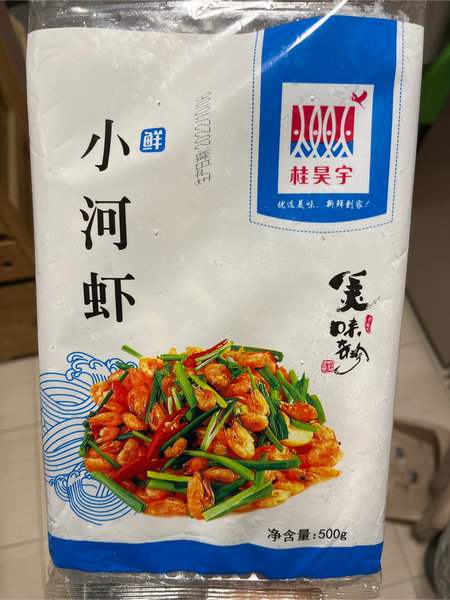 桂昊宇
优选美味，新鲜到家！
鲜
小河虾
美
味
净含量:500g